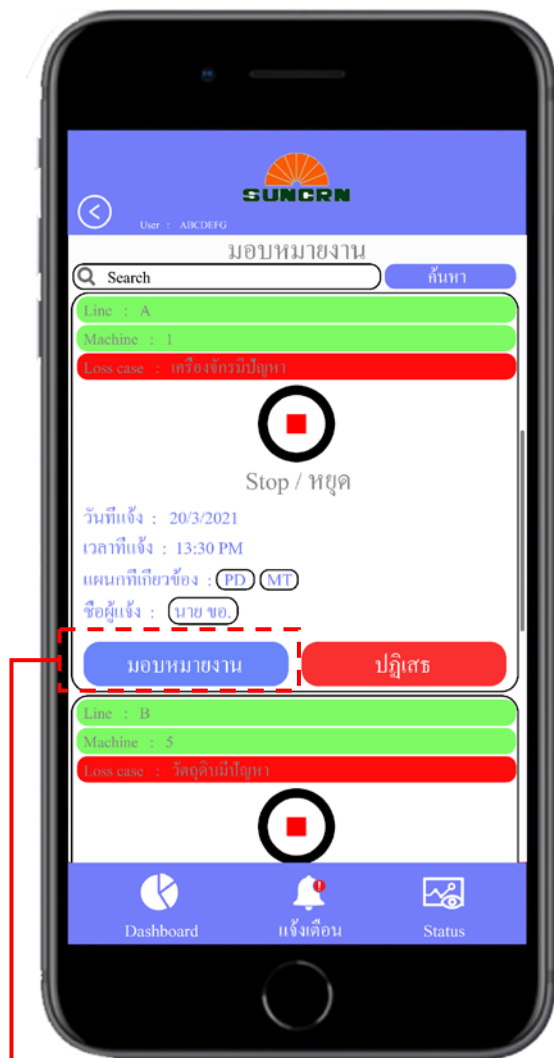 SUNCRN
User : ABCDEFG
มอบหมายงาน
Search
ค้นหา
Line : A
Machine : 1
Loss case : เครื่องจักรมีปัญหา
Stop / หยุด
วันที่แจ้ง : 20/3/2021
เวลาที่แจ้ง : 13:30 PM
แผนกที่เกี่ยวข้อง : PD MT
ชื่อผู้แจ้ง : นาย ขอ.
มอบหมายงาน ปฏิเสธ
Line : B
Machine : 5
Loss case : วัตถุดิบมีปัญหา
Dashboard แจ้งเตือน Status